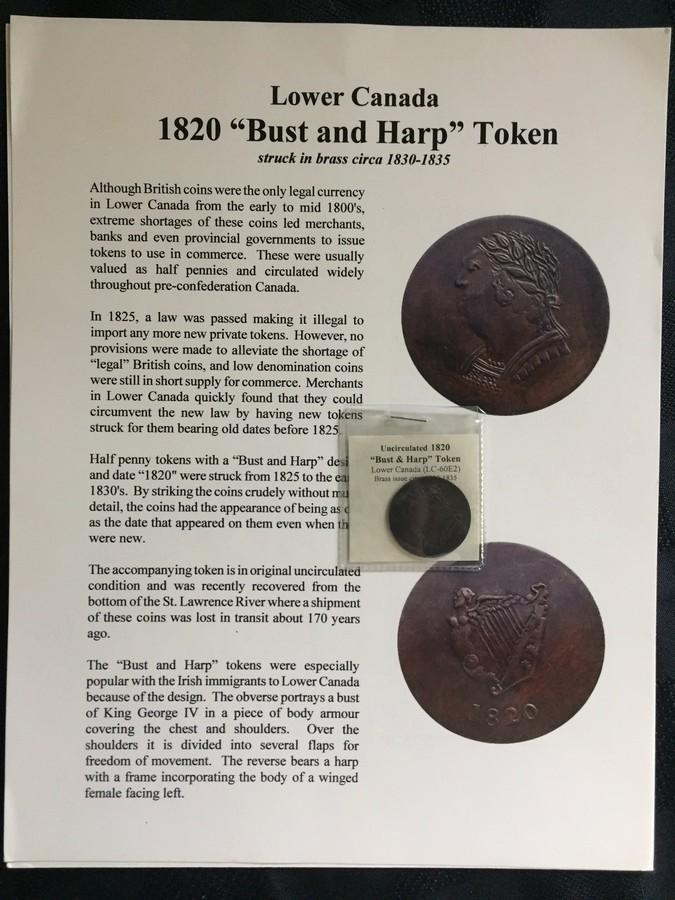 Lower Canada
1820 “Bust and Harp” Token
struck in brass circa 1830-1835
Although British coins were the only legal currency
in Lower Canada from the early to mid 1800's,
extreme shortages of these coins led merchants,
banks and even provincial governments to issue
tokens to use in commerce. These were usually
valued as half pennies and circulated widely
throughout pre-confederation Canada.
In 1825, a law was passed making it illegal to
import any more new private tokens. However, no
provisions were made to alleviate the shortage of
“legal” British coins, and low denomination coins
were still in short supply for commerce. Merchants
in Lower Canada quickly found that they could
circumvent the new law by having new tokens
struck for them bearing old dates before 1825.
Half penny tokens with a “Bust and Harp”
and date “1820" were struck from 1825 to the
1830's. By striking the coins crudely without
detail, the coins had the appearance of being as
as the date that appeared on them even when
were new.
The accompanying token is in original uncirculated
condition and was recently recovered from the
bottom of the St. Lawrence River where a shipment
of these coins was lost in transit about 170 years
ago.
The “Bust and Harp” tokens were especially
popular with the Irish immigrants to Lower Canada
because of the design. The obverse portrays a bust
of King George IV in a piece of body armour
covering the chest and shoulders. Over the
shoulders it is divided into several flaps for
freedom of movement. The reverse bears a harp
with a frame incorporating the body of a winged
female facing left.
Uncirculated 1820
“Bust & Harp” Token
Lower Canada (LC-60E2)
Brass issue 1835
1820